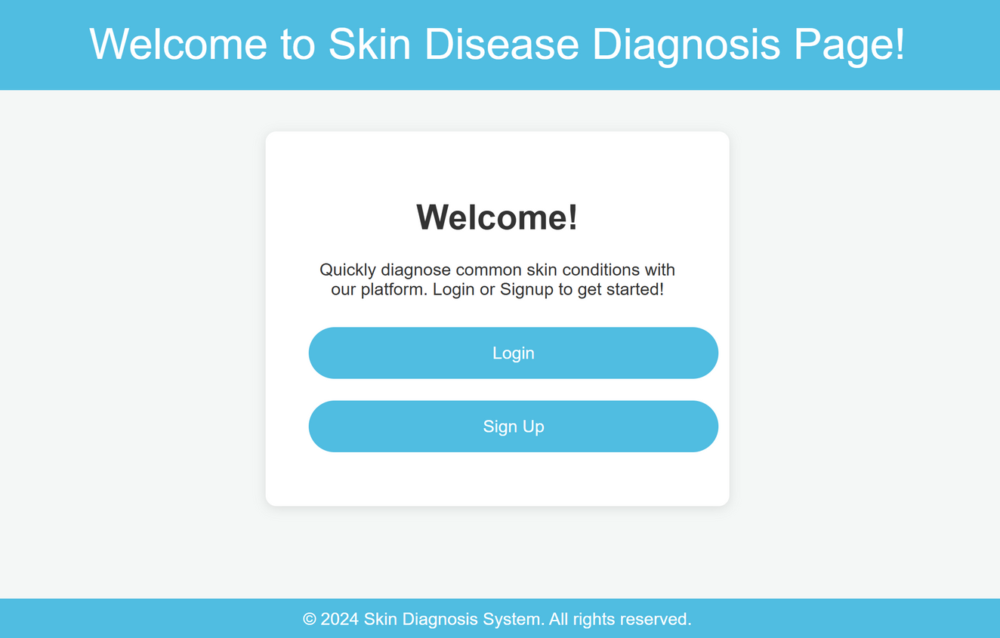 Welcome to Skin Disease Diagnosis Page!
Welcome!
Quickly diagnose common skin conditions with
our platform. Login or Signup to get started!
Login
Sign Up
© 2024 Skin Diagnosis System. All rights reserved.